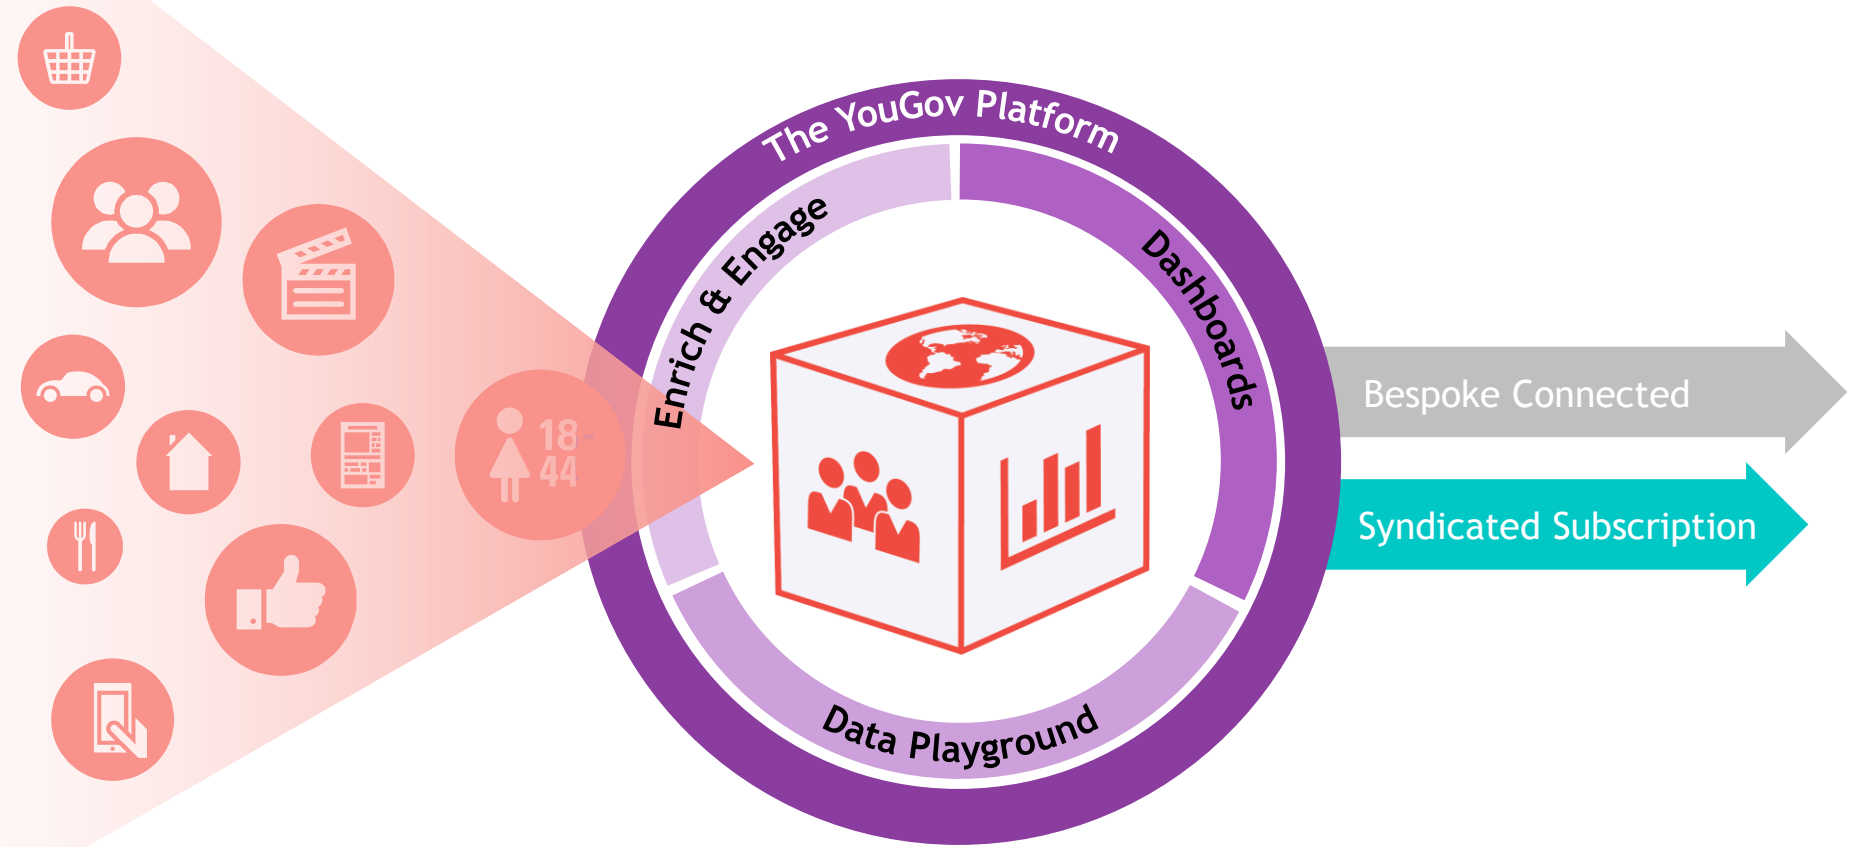 The YouGov Platform
Enrich & Engage
Dashboards
18-
44
Bespoke Connected
Syndicated Subscription
Data Playground